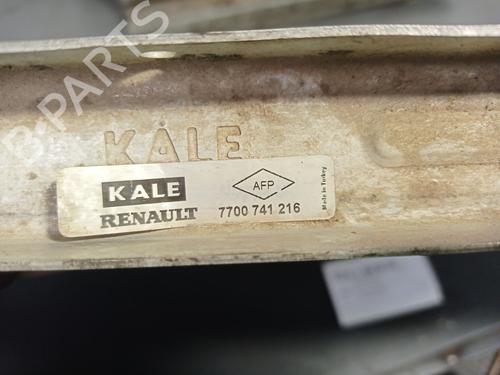 KALE
KALE
RENAULT
AFP
7700 741 216
Made in Turkey
B-PARTS